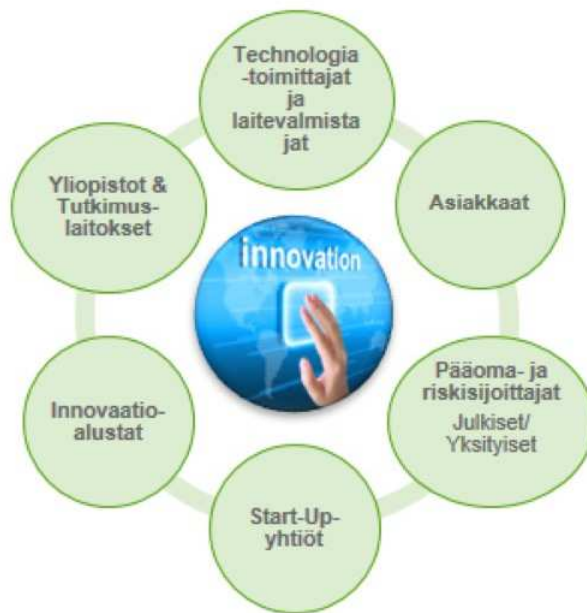 Technologia
-toimittajat
ja
laitevalmista
jat
Asiakkaat
Pääoma- ja
riskisijoittajat
Julkiset/
Yksityiset
Start-Up-
yhtiöt
Innovaatio-
alustat
Yliopistot &
Tutkimus-
laitokset
innovation